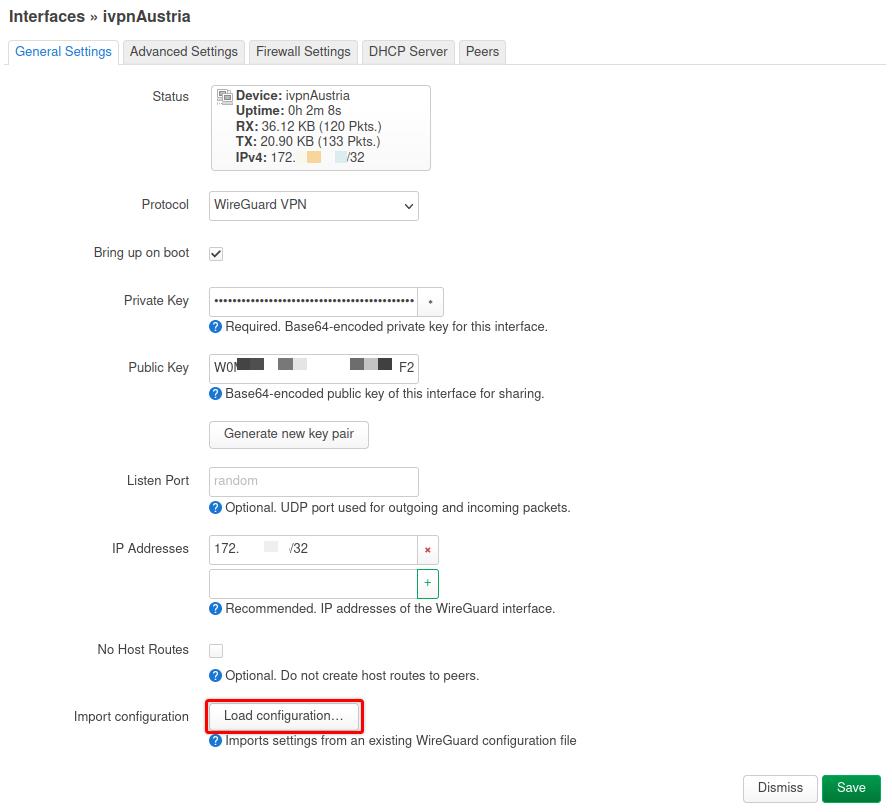 Interfaces » ivpnAustria
General Settings Advanced Settings Firewall Settings DHCP Server Peers
Status
Device: ivpnAustria
Uptime: 0h 2m 8s
RX: 36.12 KB (120 Pkts.)
TX: 20.90 KB (133 Pkts.)
IPv4: 172. /32
Protocol WireGuard VPN
Bring up on boot
Private Key •••••••••••••••••••••••••••••••••••••••••••• *
Required. Base64-encoded private key for this interface.
Public Key F2
Base64-encoded public key of this interface for sharing.
Generate new key pair
Listen Port random
Optional. UDP port used for outgoing and incoming packets.
IP Addresses 172. /32 ×
+
Recommended. IP addresses of the WireGuard interface.
No Host Routes
Optional. Do not create host routes to peers.
Import configuration Load configuration...
Imports settings from an existing WireGuard configuration file
Dismiss Save